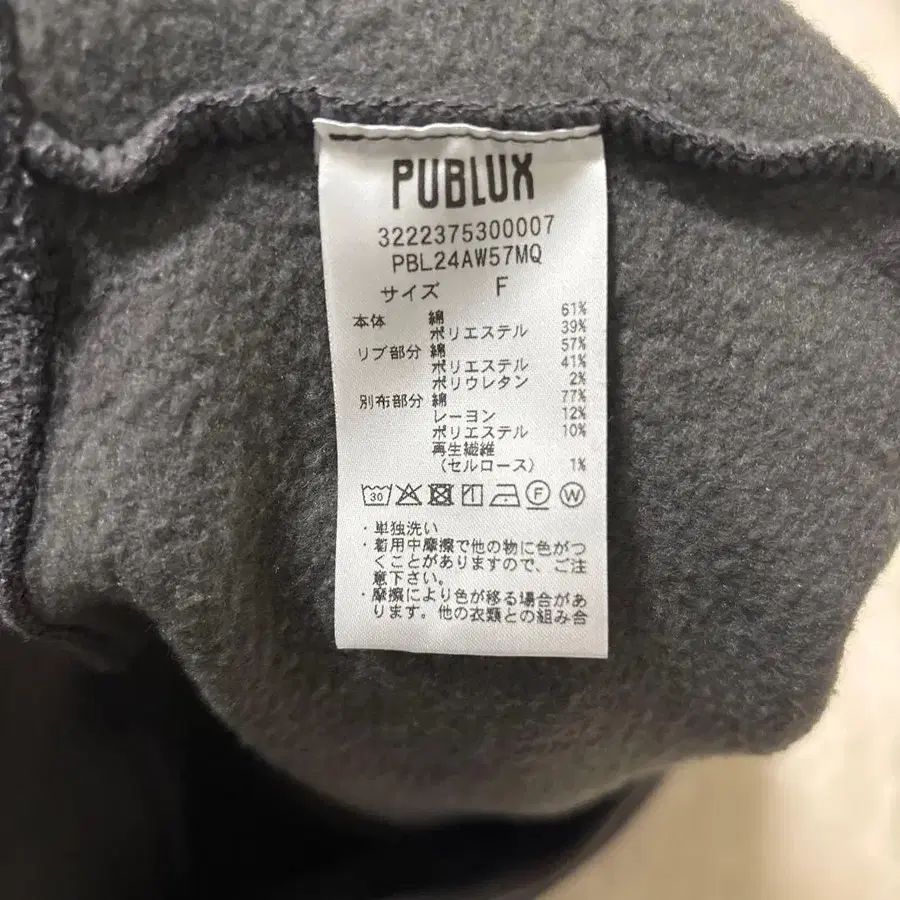 PUBLUX
3222375300007
PBL24AW57MQ
サイズ F
本体 綿 61%
ポリエステル 39%
リブ部分 綿 57%
ポリエステル 41%
ポリウレタン 2%
別布部分 綿 77%
レーヨン 12%
ポリエステル 10%
再生繊維
(セルロース) 1%
30 F W
・単独洗い
・着用中摩擦で他の物に色がつ
くことがありますので、ご注
意下さい。
・摩擦により色が移る場合があ
ります。他の衣類との組み合